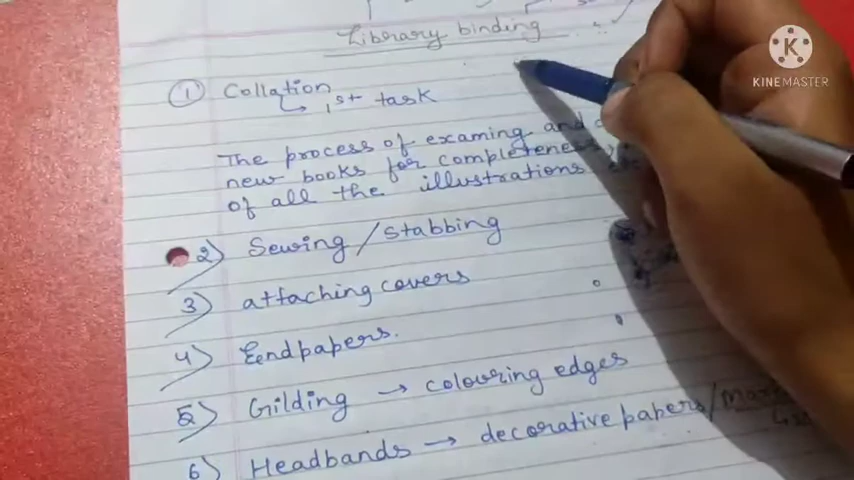 Library binding
① Collation
↳ 1st task
The process of examing and
new books for completeness,
of all the illustrations
2) Sewing/stabbing
3) attaching covers
4) Eendpapers.
5) Gilding → colouring edges
6) Headbands → decorative papers/
K
KINEMASTER